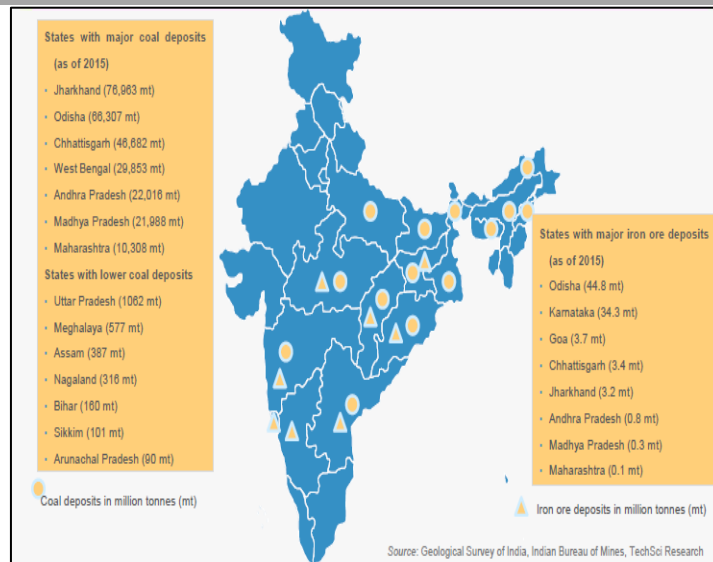 States with major coal deposits
(as of 2015)
• Jharkhand (76,963 mt)
• Odisha (66,307 mt)
• Chhattisgarh (46,682 mt)
• West Bengal (29,853 mt)
• Andhra Pradesh (22,016 mt)
• Madhya Pradesh (21,988 mt)
• Maharashtra (10,308 mt)
States with lower coal deposits
• Uttar Pradesh (1062 mt)
• Meghalaya (577 mt)
• Assam (387 mt)
• Nagaland (316 mt)
• Bihar (160 mt)
• Sikkim (101 mt)
• Arunachal Pradesh (90 mt)
Coal deposits in million tonnes (mt)
States with major iron ore deposits
(as of 2015)
• Odisha (44.8 mt)
• Karnataka (34.3 mt)
• Goa (3.7 mt)
• Chhattisgarh (3.4 mt)
• Jharkhand (3.2 mt)
• Andhra Pradesh (0.8 mt)
• Madhya Pradesh (0.3 mt)
• Maharashtra (0.1 mt)
Iron ore deposits in million tonnes (mt)
Source: Geological Survey of India, Indian Bureau of Mines, TechSci Research